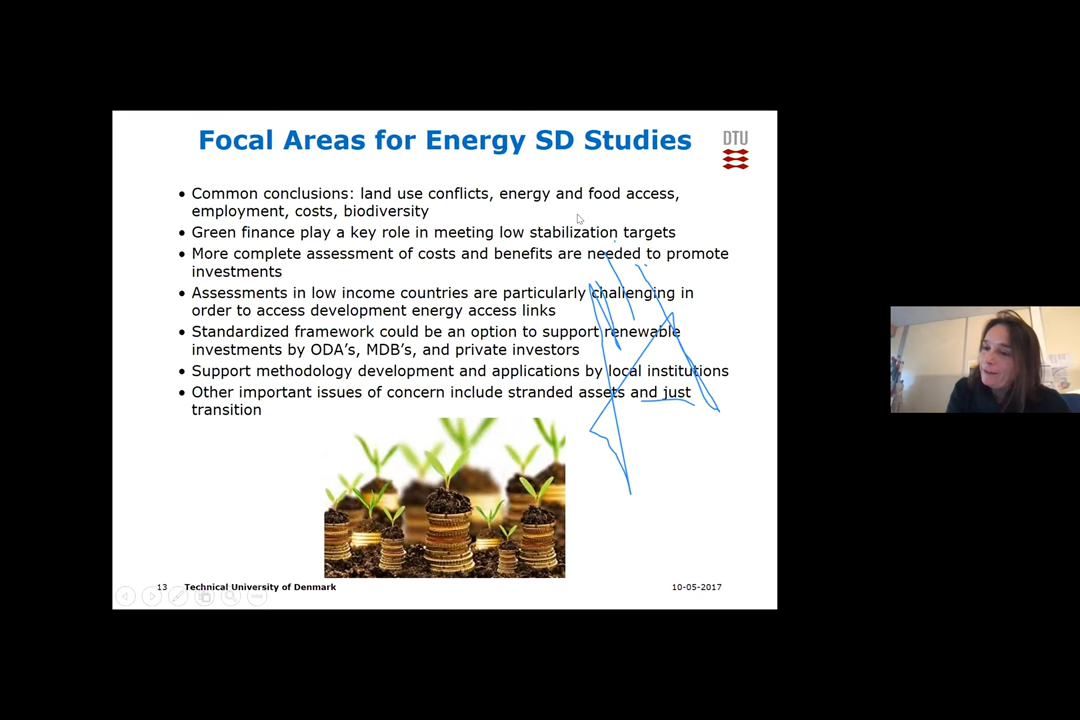 Focal Areas for Energy SD Studies
DTU
• Common conclusions: land use conflicts, energy and food access,
employment, costs, biodiversity
• Green finance play a key role in meeting low stabilization targets
• More complete assessment of costs and benefits are needed to promote
investments
• Assessments in low income countries are particularly challenging in
order to access development energy access links
• Standardized framework could be an option to support renewable
investments by ODA’s, MDB’s, and private investors
• Support methodology development and applications by local institutions
• Other important issues of concern include stranded assets and just
transition
13 Technical University of Denmark 10-05-2017